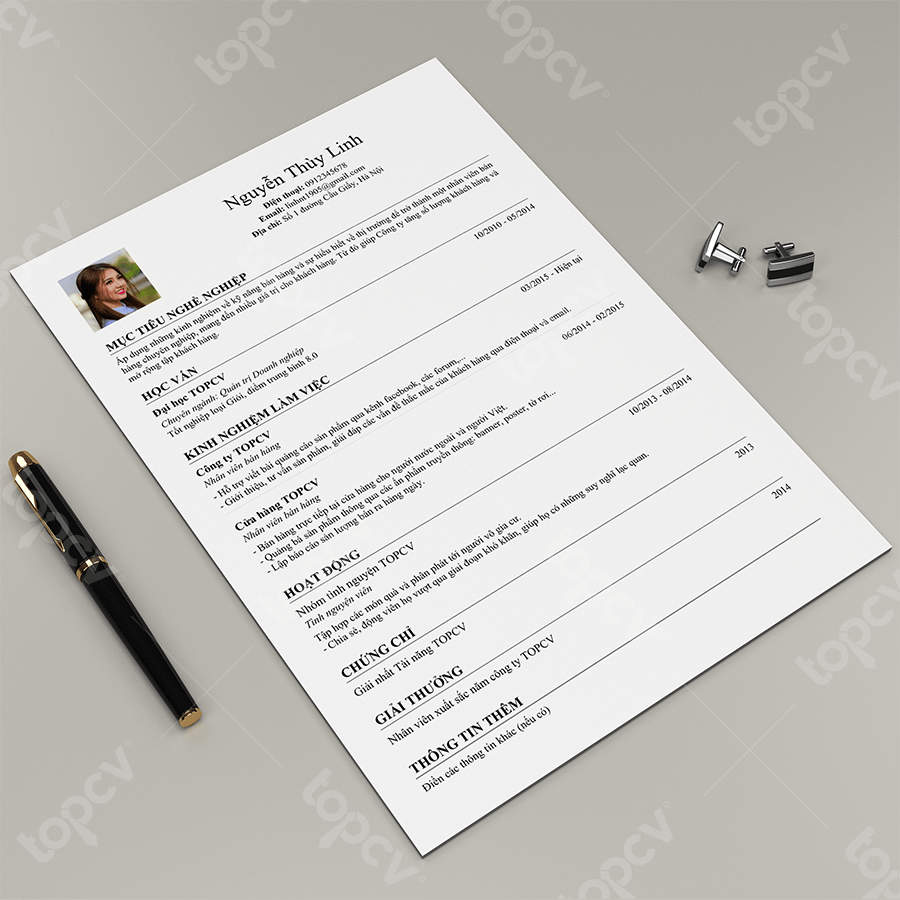 Nguyễn Thùy Linh
Điện thoại: 0912345678
Email: linhnt1905@gmail.com
Địa chỉ: Số 1 đường Cầu Giấy, Hà Nội
MỤC TIÊU NGHỀ NGHIỆP
Áp dụng những kinh nghiệm về kỹ năng bán hàng và sự hiểu biết về thị trường để trở thành một nhân viên bán
hàng chuyên nghiệp, mang đến nhiều giá trị cho khách hàng. Từ đó giúp Công ty tăng số lượng khách hàng và
mở rộng tập khách hàng.
HỌC VẤN
Đại học TOPCV 10/2010 - 05/2014
Chuyên ngành: Quản trị Doanh nghiệp
Tốt nghiệp loại Giỏi, điểm trung bình 8.0
KINH NGHIỆM LÀM VIỆC
Công ty TOPCV 03/2015 - Hiện tại
Nhân viên bán hàng
- Hỗ trợ viết bài quảng cáo sản phẩm qua kênh facebook, các forum,...
- Giới thiệu, tư vấn sản phẩm, giải đáp các vấn đề thắc mắc của khách hàng qua điện thoại và email.
Cửa hàng TOPCV 06/2014 - 02/2015
Nhân viên bán hàng
- Bán hàng trực tiếp tại cửa hàng cho người nước ngoài và người Việt.
- Quảng bá sản phẩm thông qua các ấn phẩm truyền thông: banner, poster, tờ rơi...
- Lập báo cáo sản lượng bán ra hàng ngày.
HOẠT ĐỘNG
Nhóm tình nguyện TOPCV 10/2013 - 08/2014
Tình nguyện viên
Tập hợp các món quà và phân phát tới người vô gia cư.
- Chia sẻ, động viên họ vượt qua giai đoạn khó khăn, giúp họ có những suy nghĩ lạc quan.
CHỨNG CHỈ
Giải nhất Tài năng TOPCV 2013
GIẢI THƯỞNG
Nhân viên xuất sắc năm công ty TOPCV 2014
THÔNG TIN THÊM
Điền các thông tin khác (nếu có)
topcv
topcv
topcv
topcv
topcv
topcv
topcv
topcv
topcv